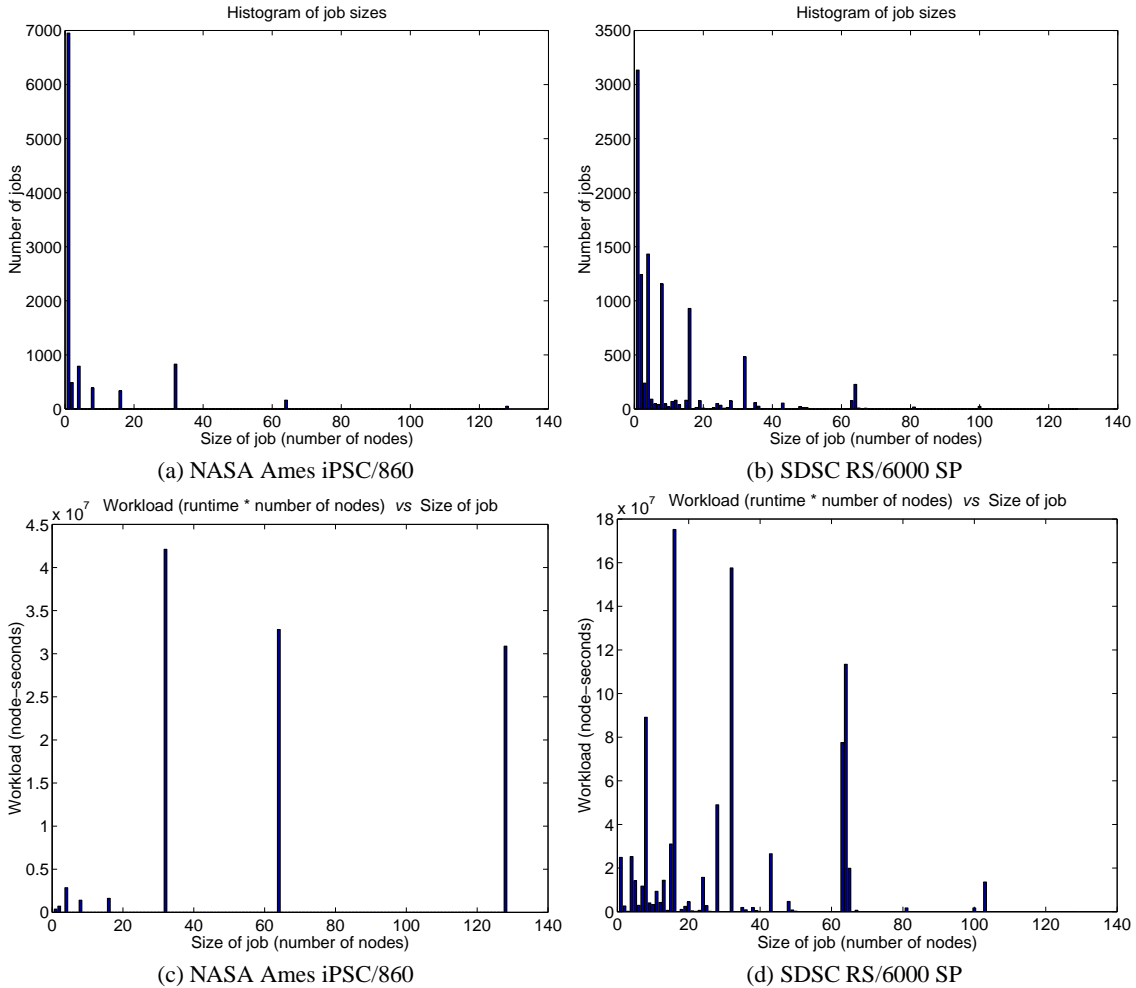 Histogram of job sizes
7000
6000
5000
4000
3000
2000
1000
0
Number of jobs
0 20 40 60 80 100 120 140
Size of job (number of nodes)
(a) NASA Ames iPSC/860
Histogram of job sizes
3500
3000
2500
2000
1500
1000
500
0
Number of jobs
0 20 40 60 80 100 120 140
Size of job (number of nodes)
(b) SDSC RS/6000 SP
Workload (runtime * number of nodes) vs Size of job
x 10⁷
4.5
4
3.5
3
2.5
2
1.5
1
0.5
0
Workload (node−seconds)
0 20 40 60 80 100 120 140
Size of job (number of nodes)
(c) NASA Ames iPSC/860
Workload (runtime * number of nodes) vs Size of job
x 10⁷
18
16
14
12
10
8
6
4
2
0
Workload (node−seconds)
0 20 40 60 80 100 120 140
Size of job (number of nodes)
(d) SDSC RS/6000 SP